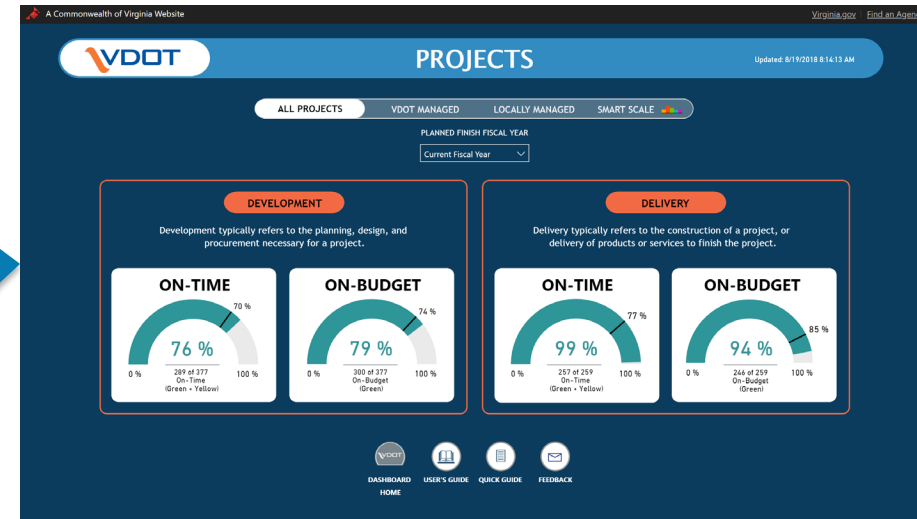 A Commonwealth of Virginia Website
Virginia.gov | Find an Agen
VDOT
PROJECTS
Updated: 8/19/2018 8:14:13 AM
ALL PROJECTS
VDOT MANAGED
LOCALLY MANAGED
SMART SCALE
PLANNED FINISH FISCAL YEAR
Current Fiscal Year
DEVELOPMENT
Development typically refers to the planning, design, and
procurement necessary for a project.
ON-TIME
70 %
76 %
0 %
289 of 377
On-Time
(Green + Yellow)
100 %
ON-BUDGET
74 %
79 %
0 %
300 of 377
On-Budget
(Green)
100 %
DELIVERY
Delivery typically refers to the construction of a project, or
delivery of products or services to finish the project.
ON-TIME
77 %
99 %
0 %
257 of 259
On-Time
(Green + Yellow)
100 %
ON-BUDGET
85 %
94 %
0 %
246 of 259
On-Budget
(Green)
100 %
VDOT
DASHBOARD
HOME
USER'S GUIDE
QUICK GUIDE
FEEDBACK